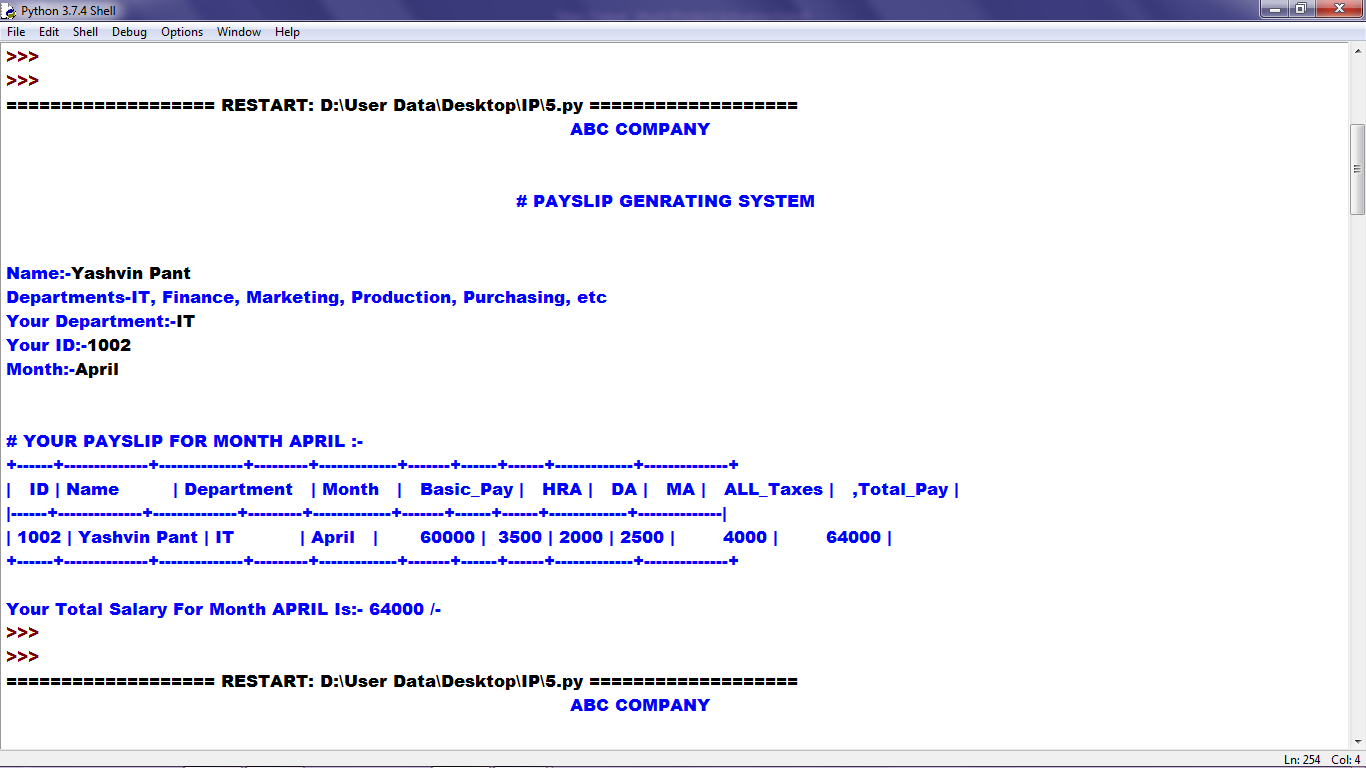 Python 3.7.4 Shell
File Edit Shell Debug Options Window Help
>>>
>>>
=================== RESTART: D:\User Data\Desktop\IP\5.py ===================
ABC COMPANY
# PAYSLIP GENRATING SYSTEM
Name:-Yashvin Pant
Departments-IT, Finance, Marketing, Production, Purchasing, etc
Your Department:-IT
Your ID:-1002
Month:-April
# YOUR PAYSLIP FOR MONTH APRIL :-
+------+--------------+--------------+---------+-------------+-------+------+------+-------------+--------------+
|   ID | Name         | Department   | Month   |   Basic_Pay |   HRA |   DA |   MA |   ALL_Taxes |   ,Total_Pay |
|------+--------------+--------------+---------+-------------+-------+------+------+-------------+--------------|
| 1002 | Yashvin Pant | IT           | April   |       60000 |  3500 | 2000 | 2500 |        4000 |        64000 |
+------+--------------+--------------+---------+-------------+-------+------+------+-------------+--------------+
Your Total Salary For Month APRIL Is:- 64000 /-
>>>
>>>
=================== RESTART: D:\User Data\Desktop\IP\5.py ===================
ABC COMPANY
Ln: 254 Col: 4